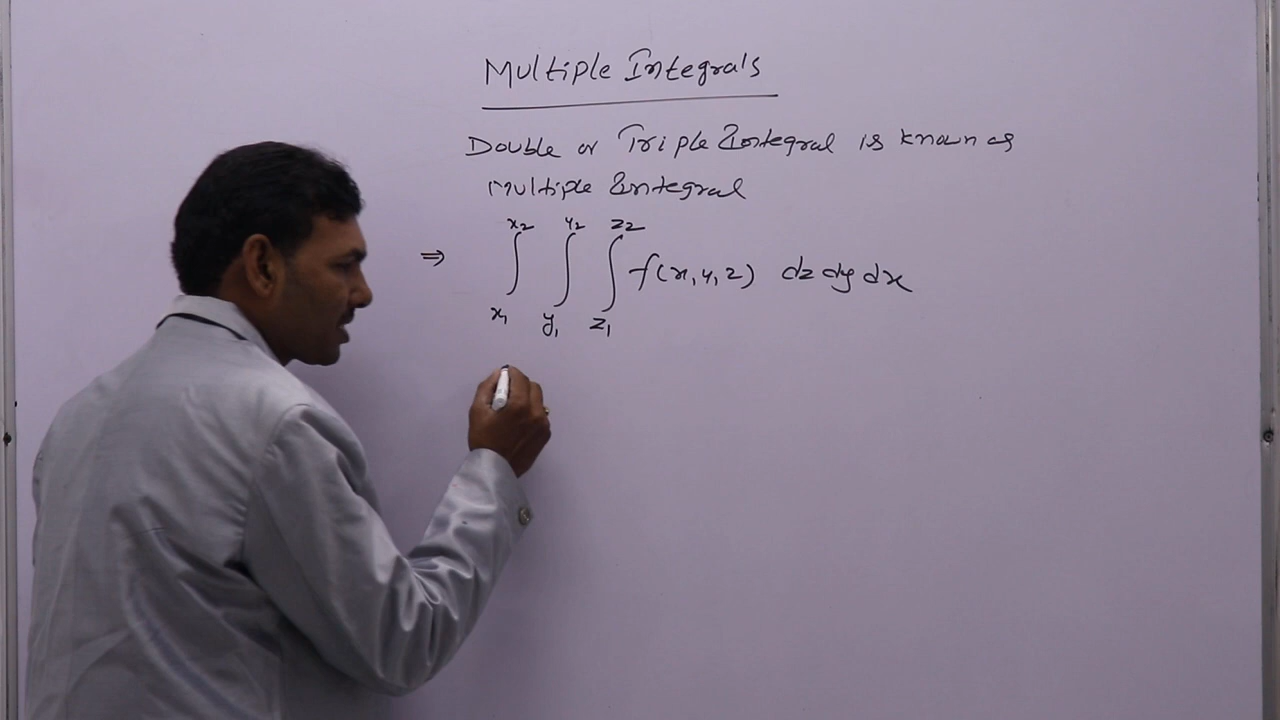 Multiple Integrals
Double or Triple Integral is known as
Multiple Integral
⇒ ∫_{x₁}^{x₂} ∫_{y₁}^{y₂} ∫_{z₁}^{z₂} f(x,y,z) dz dy dx